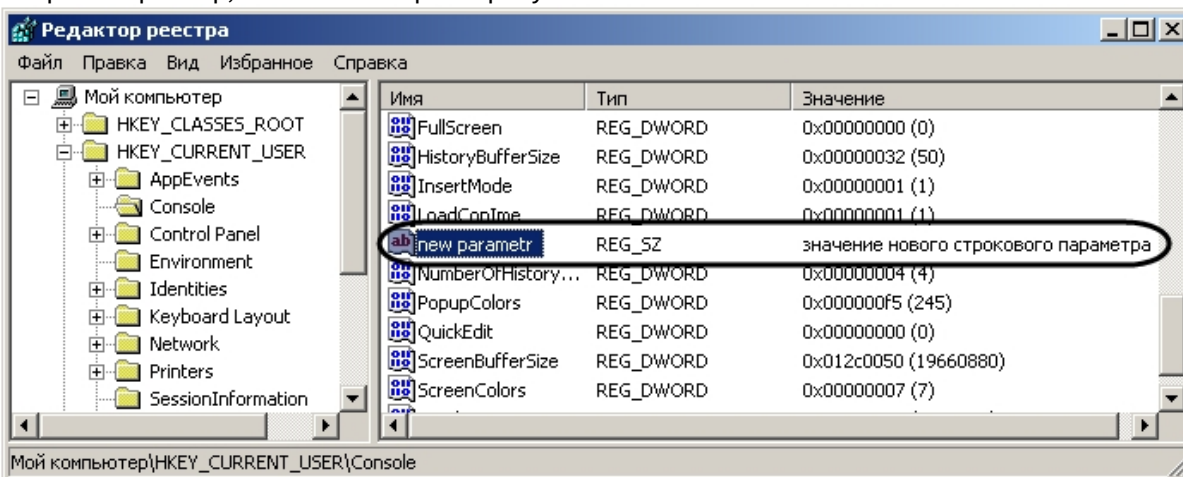 Редактор реестра
Файл Правка Вид Избранное Справка
Мой компьютер
HKEY_CLASSES_ROOT
HKEY_CURRENT_USER
AppEvents
Console
Control Panel
Environment
Identities
Keyboard Layout
Network
Printers
SessionInformation
Имя Тип Значение
FullScreen REG_DWORD 0x00000000 (0)
HistoryBufferSize REG_DWORD 0x00000032 (50)
InsertMode REG_DWORD 0x00000001 (1)
LoadConIme REG_DWORD 0x00000001 (1)
new parametr REG_SZ значение нового строкового параметра
NumberOfHistory... REG_DWORD 0x00000004 (4)
PopupColors REG_DWORD 0x000000f5 (245)
QuickEdit REG_DWORD 0x00000000 (0)
ScreenBufferSize REG_DWORD 0x012c0050 (19660880)
ScreenColors REG_DWORD 0x00000007 (7)
Мой компьютер\HKEY_CURRENT_USER\Console